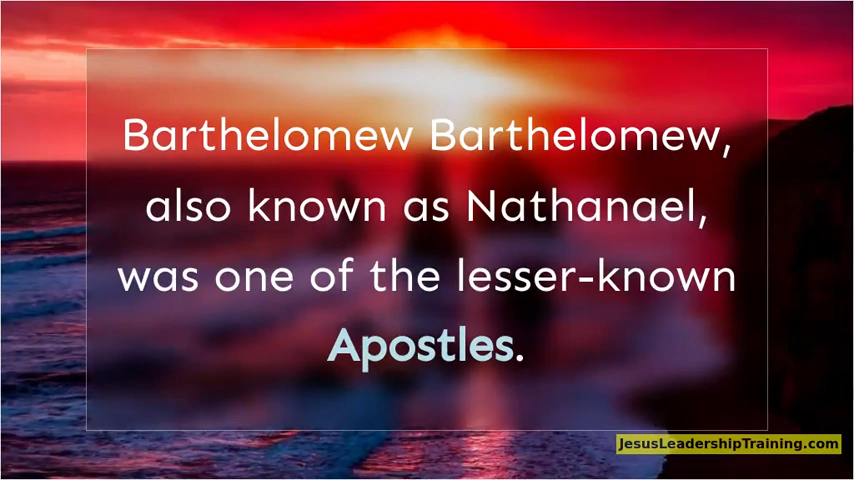 Barthelomew Barthelomew,
also known as Nathanael,
was one of the lesser-known
Apostles.
JesusLeadershipTraining.com